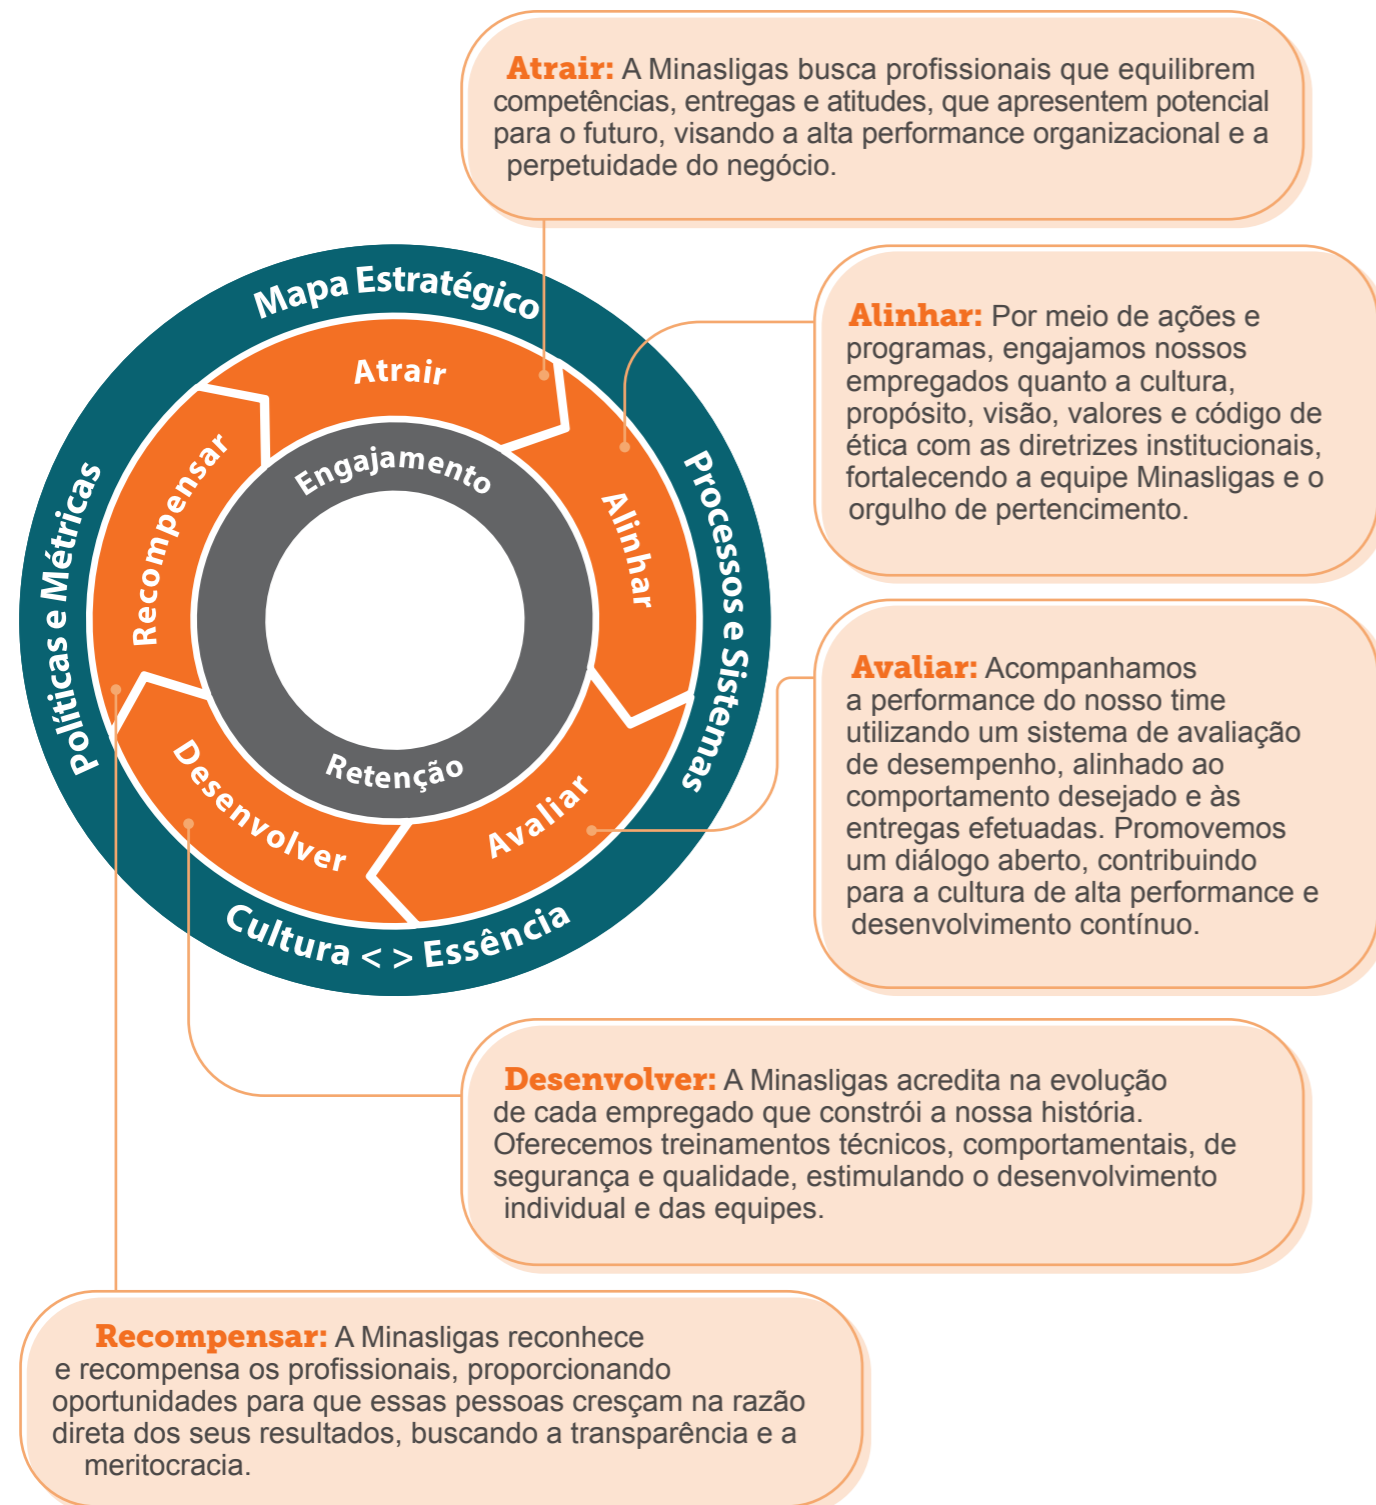 Atrair: A Minasligas busca profissionais que equilibrem
competências, entregas e atitudes, que apresentem potencial
para o futuro, visando a alta performance organizacional e a
perpetuidade do negócio.
Mapa Estratégico
Processos e Sistemas
Cultura < > Essência
Políticas e Métricas
Atrair
Alinhar
Avaliar
Desenvolver
Recompensar
Engajamento
Retenção
Alinhar: Por meio de ações e
programas, engajamos nossos
empregados quanto a cultura,
propósito, visão, valores e código de
ética com as diretrizes institucionais,
fortalecendo a equipe Minasligas e o
orgulho de pertencimento.
Avaliar: Acompanhamos
a performance do nosso time
utilizando um sistema de avaliação
de desempenho, alinhado ao
comportamento desejado e às
entregas efetuadas. Promovemos
um diálogo aberto, contribuindo
para a cultura de alta performance e
desenvolvimento contínuo.
Desenvolver: A Minasligas acredita na evolução
de cada empregado que constrói a nossa história.
Oferecemos treinamentos técnicos, comportamentais, de
segurança e qualidade, estimulando o desenvolvimento
individual e das equipes.
Recompensar: A Minasligas reconhece
e recompensa os profissionais, proporcionando
oportunidades para que essas pessoas cresçam na razão
direta dos seus resultados, buscando a transparência e a
meritocracia.